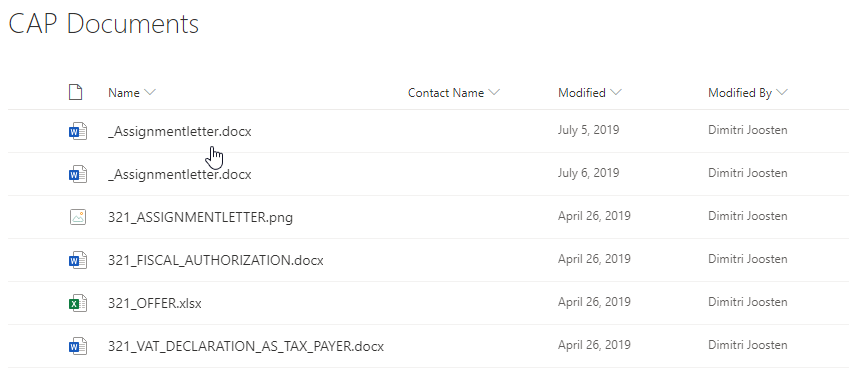 CAP Documents
Name Contact Name Modified Modified By
_Assignmentletter.docx July 5, 2019 Dimitri Joosten
_Assignmentletter.docx July 6, 2019 Dimitri Joosten
321_ASSIGNMENTLETTER.png April 26, 2019 Dimitri Joosten
321_FISCAL_AUTHORIZATION.docx April 26, 2019 Dimitri Joosten
321_OFFER.xlsx April 26, 2019 Dimitri Joosten
321_VAT_DECLARATION_AS_TAX_PAYER.docx April 26, 2019 Dimitri Joosten